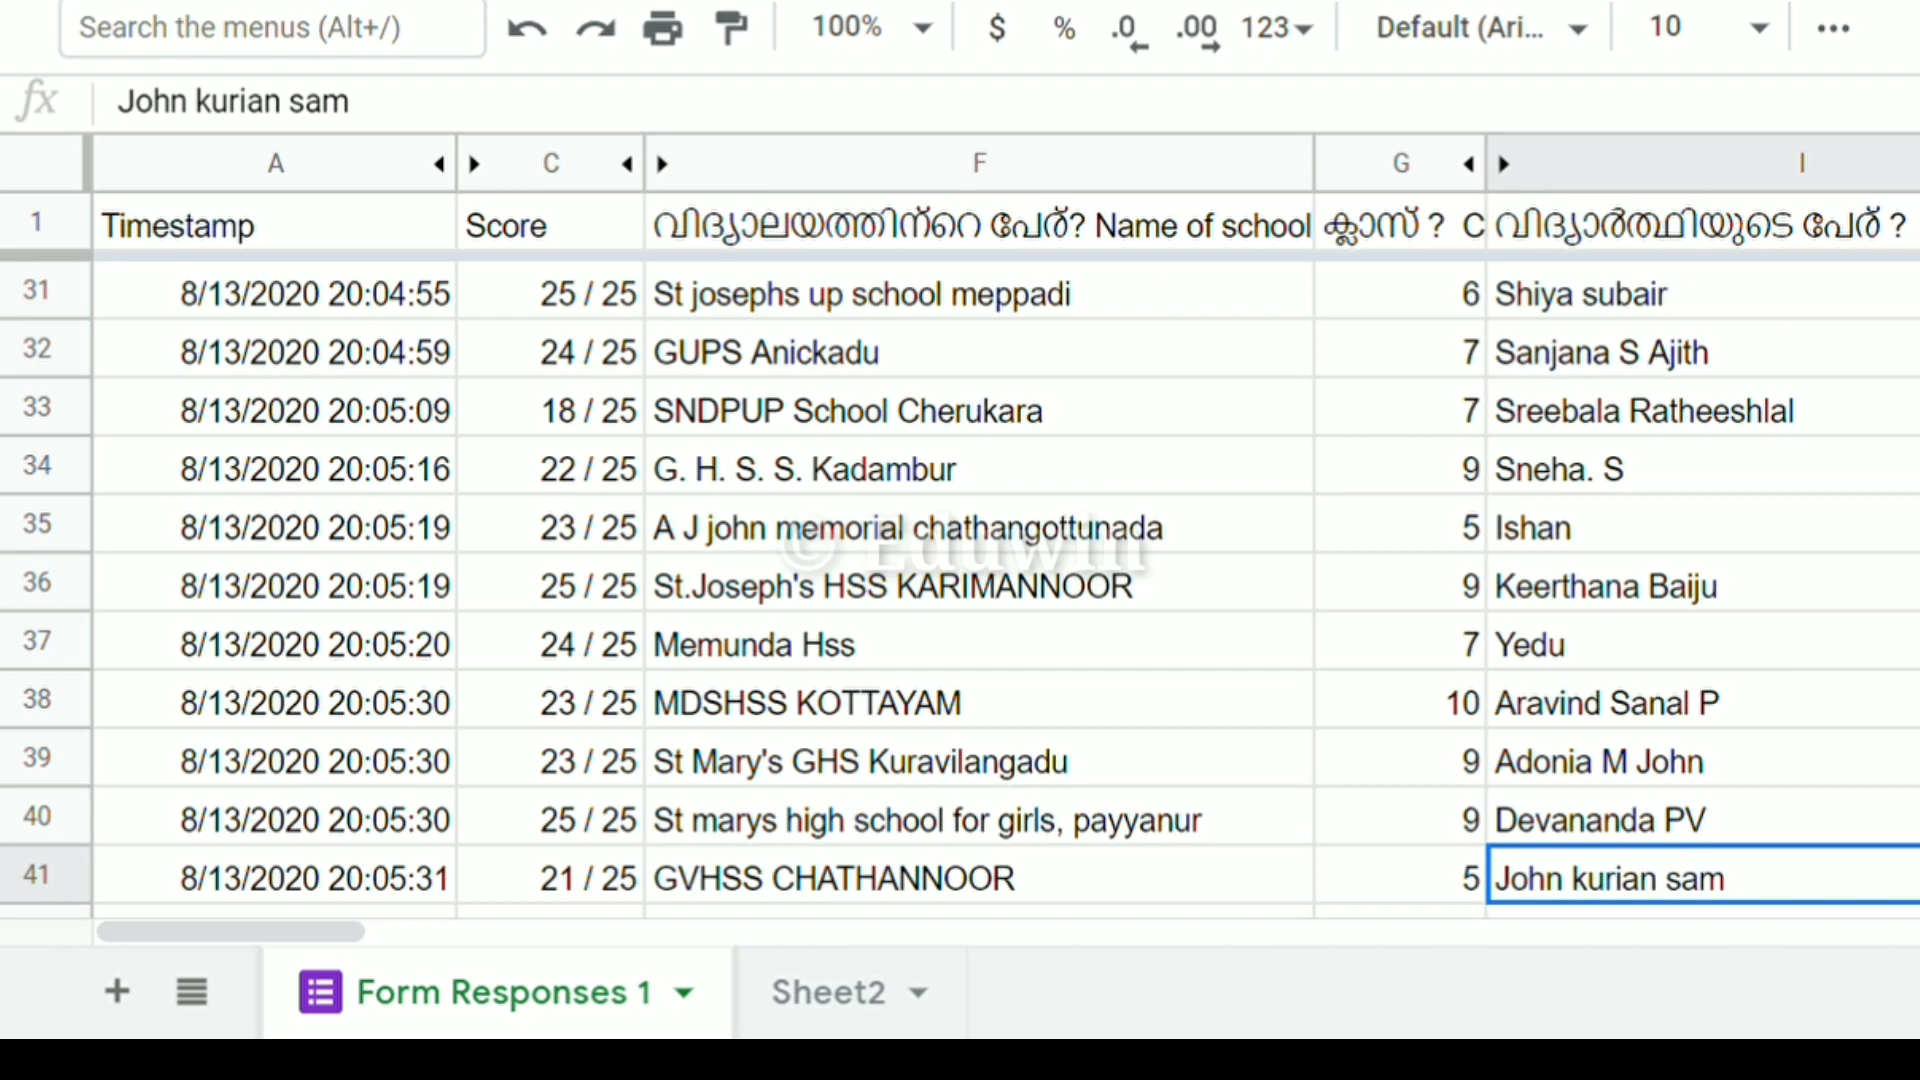 Search the menus (Alt+/) 100% $ % .0 .00 123 Default (Ari... 10 ...
fx John kurian sam
A C F G I
1 Timestamp Score വിദ്യാലയത്തിന്റെ പേര്? Name of school ക്ലാസ് ? C വിദ്യാർത്ഥിയുടെ പേര് ?
31 8/13/2020 20:04:55 25 / 25 St josephs up school meppadi 6 Shiya subair
32 8/13/2020 20:04:59 24 / 25 GUPS Anickadu 7 Sanjana S Ajith
33 8/13/2020 20:05:09 18 / 25 SNDPUP School Cherukara 7 Sreebala Ratheeshlal
34 8/13/2020 20:05:16 22 / 25 G. H. S. S. Kadambur 9 Sneha. S
35 8/13/2020 20:05:19 23 / 25 A J john memorial chathangottunada 5 Ishan
© Eduwin
36 8/13/2020 20:05:19 25 / 25 St.Joseph's HSS KARIMANNOOR 9 Keerthana Baiju
37 8/13/2020 20:05:20 24 / 25 Memunda Hss 7 Yedu
38 8/13/2020 20:05:30 23 / 25 MDSHSS KOTTAYAM 10 Aravind Sanal P
39 8/13/2020 20:05:30 23 / 25 St Mary's GHS Kuravilangadu 9 Adonia M John
40 8/13/2020 20:05:30 25 / 25 St marys high school for girls, payyanur 9 Devananda PV
41 8/13/2020 20:05:31 21 / 25 GVHSS CHATHANNOOR 5 John kurian sam
+ Form Responses 1 Sheet2